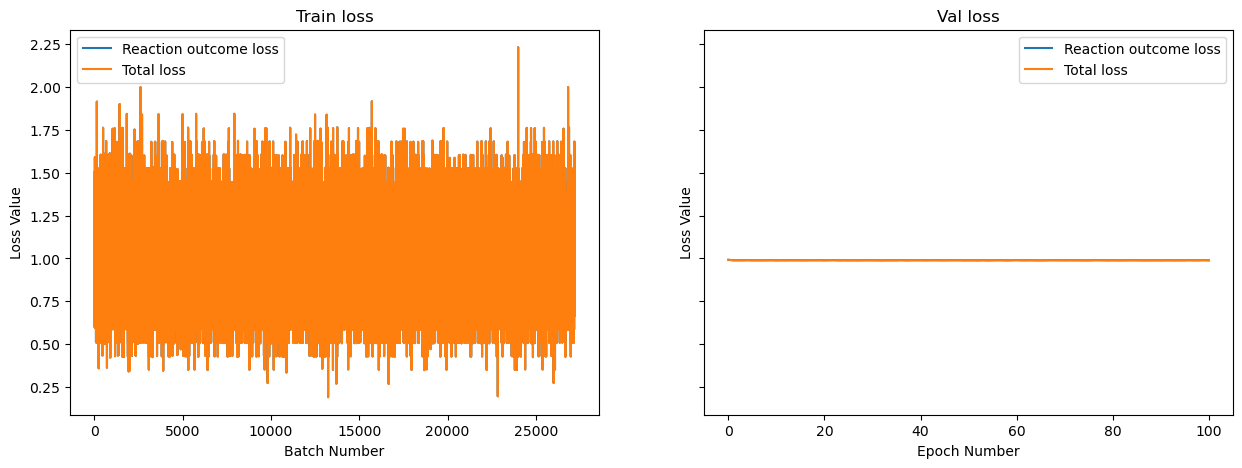 Train loss
Reaction outcome loss
Total loss
2.25
2.00
1.75
1.50
1.25
1.00
0.75
0.50
0.25
Loss Value
0
5000
10000
15000
20000
25000
Batch Number
Val loss
Reaction outcome loss
Total loss
Loss Value
0
20
40
60
80
100
Epoch Number